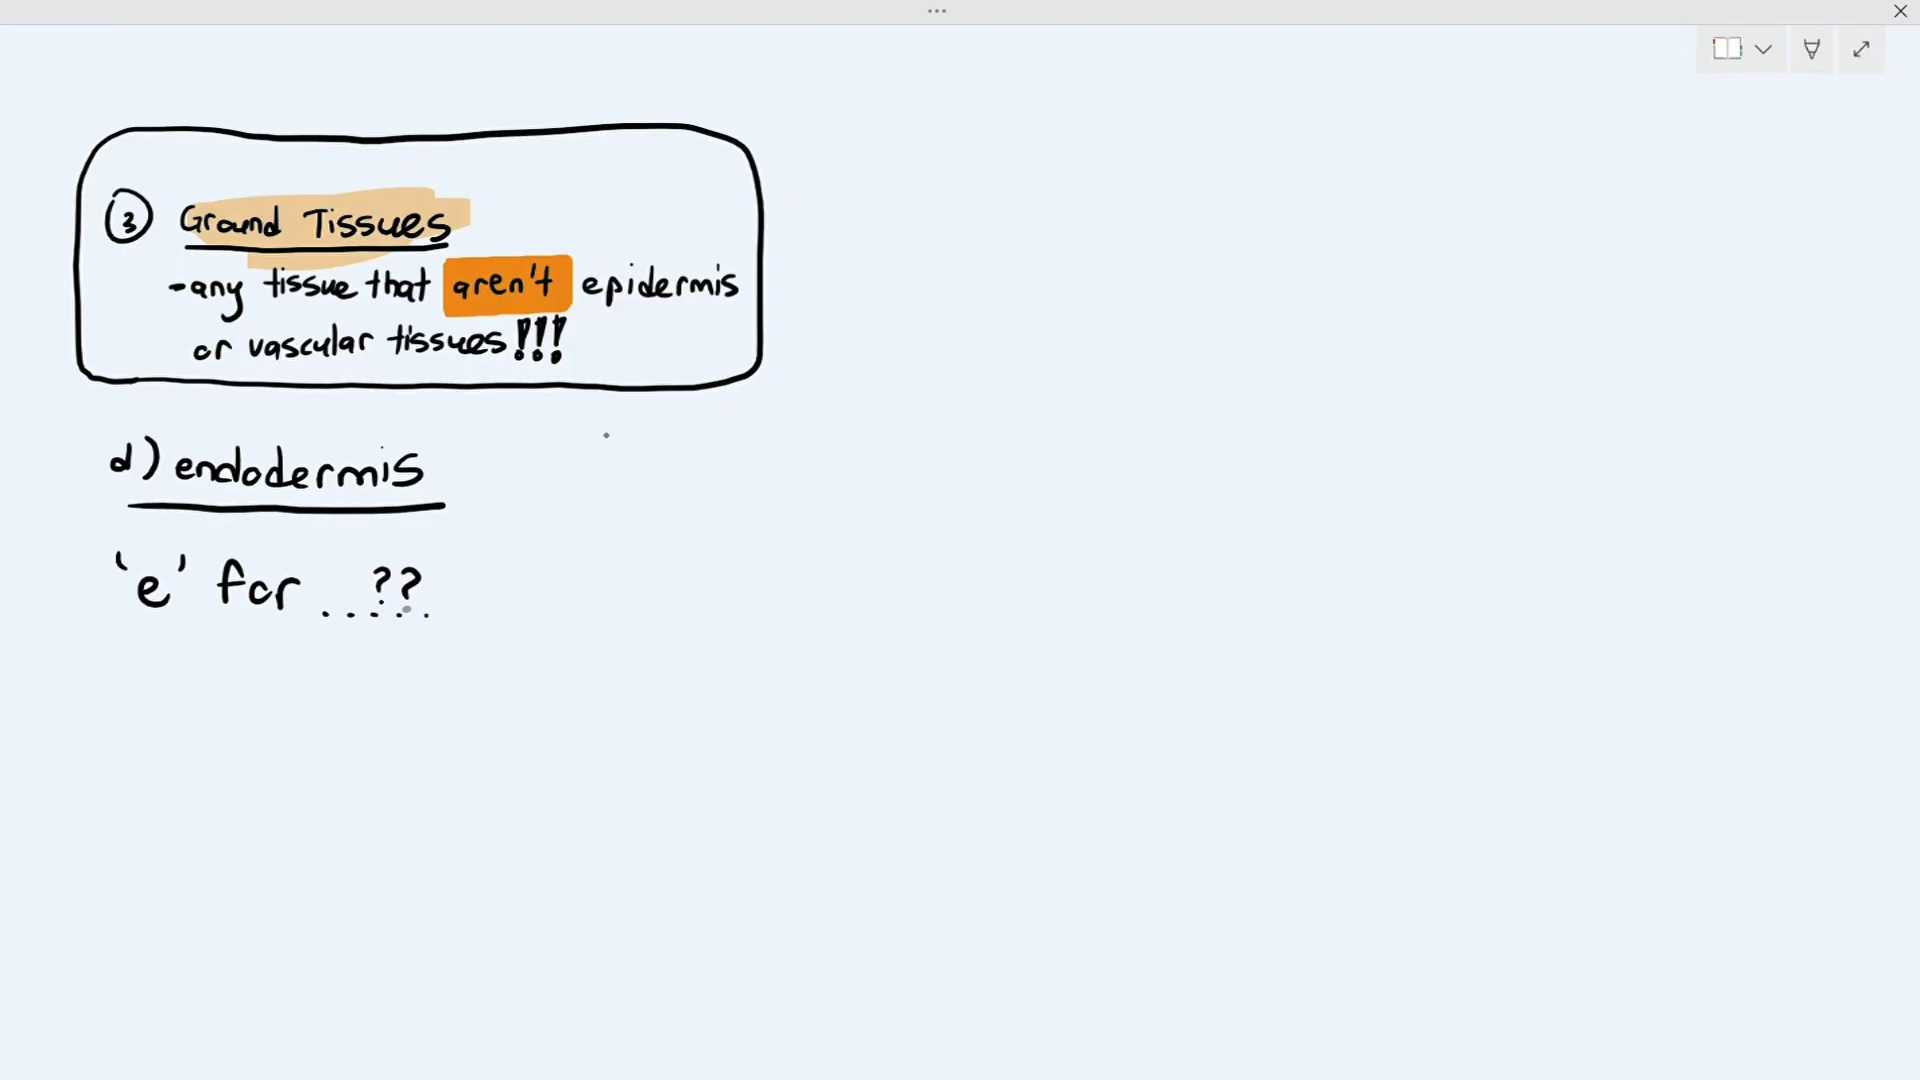 ③ Ground Tissues
-any tissue that aren't epidermis
or vascular tissues!!!
d) endodermis
'e' for .....??